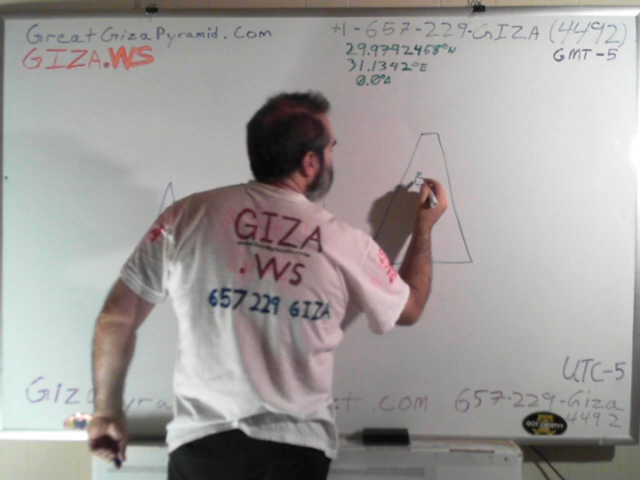 GreatGizaPyramid.Com
GIZA.WS
+1-657-229-GIZA (4492)
GMT-5
29.9792468°N
31.1342°E
0.0°Δ
GIZA
.WS
657 229 GIZA
UTC-5
.com
657-229-Giza
4492